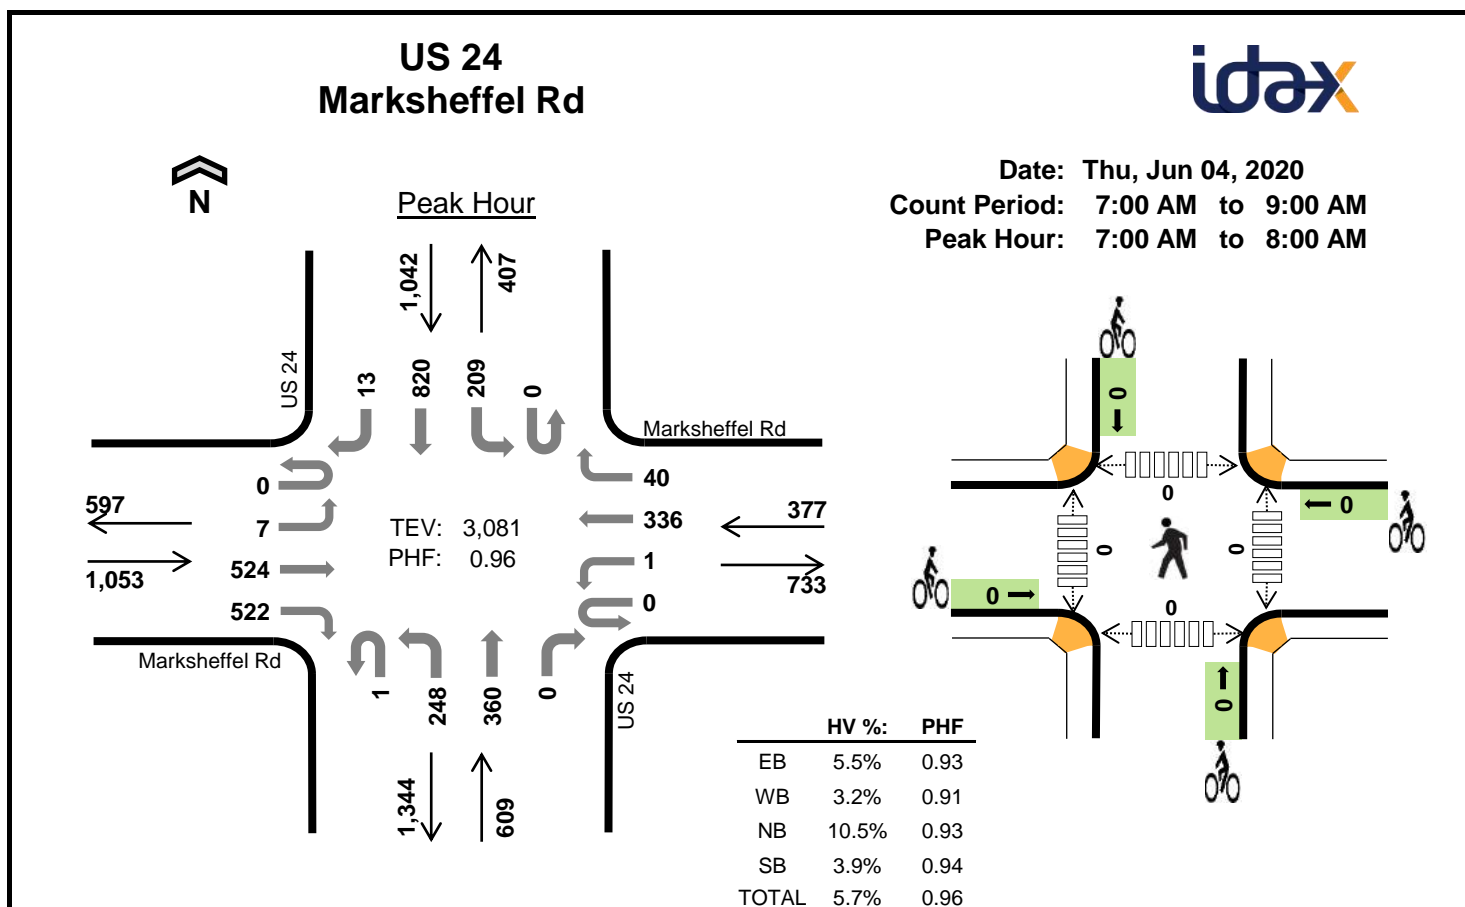 US 24
Marksheffel Rd
idax
Date: Thu, Jun 04, 2020
Count Period: 7:00 AM to 9:00 AM
Peak Hour: 7:00 AM to 8:00 AM
N
Peak Hour
1,042
407
US 24
13
820
209
0
Marksheffel Rd
0
7
524
522
597
1,053
TEV: 3,081
PHF: 0.96
40
336
1
0
377
733
Marksheffel Rd
1
248
360
0
US 24
1,344
609
HV %: PHF
EB 5.5% 0.93
WB 3.2% 0.91
NB 10.5% 0.93
SB 3.9% 0.94
TOTAL 5.7% 0.96
0
0
0
0
0
0
0
0